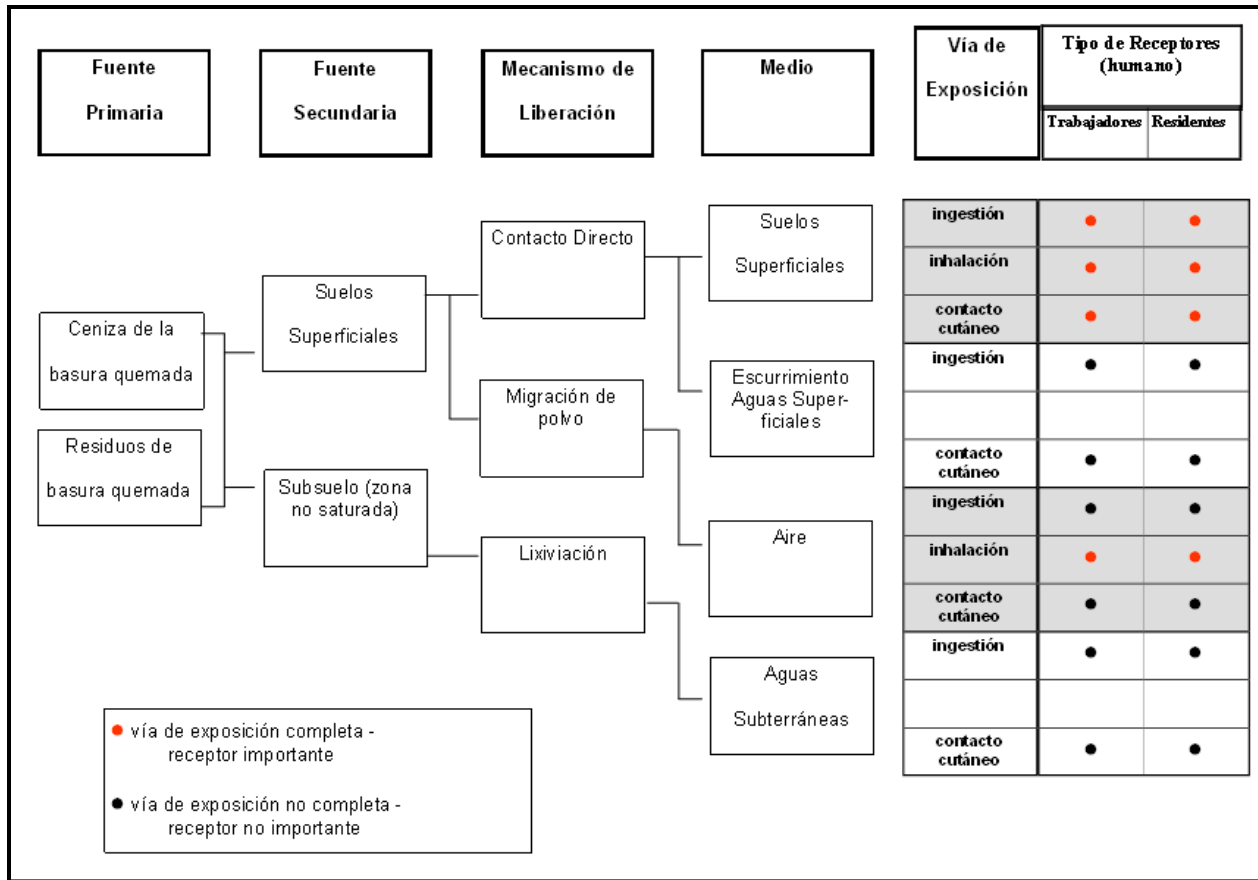 Fuente
Primaria
Fuente
Secundaria
Mecanismo de
Liberación
Medio
Vía de
Exposición
Tipo de Receptores
(humano)
Trabajadores
Residentes
Ceniza de la
basura quemada
Residuos de
basura quemada
Suelos
Superficiales
Subsuelo (zona
no saturada)
Contacto Directo
Migración de
polvo
Lixiviación
Suelos
Superficiales
Escurrimiento
Aguas Super-
ficiales
Aire
Aguas
Subterráneas
ingestión
inhalación
contacto
cutáneo
ingestión
contacto
cutáneo
ingestión
inhalación
contacto
cutáneo
ingestión
contacto
cutáneo
vía de exposición completa -
receptor importante
vía de exposición no completa -
receptor no importante